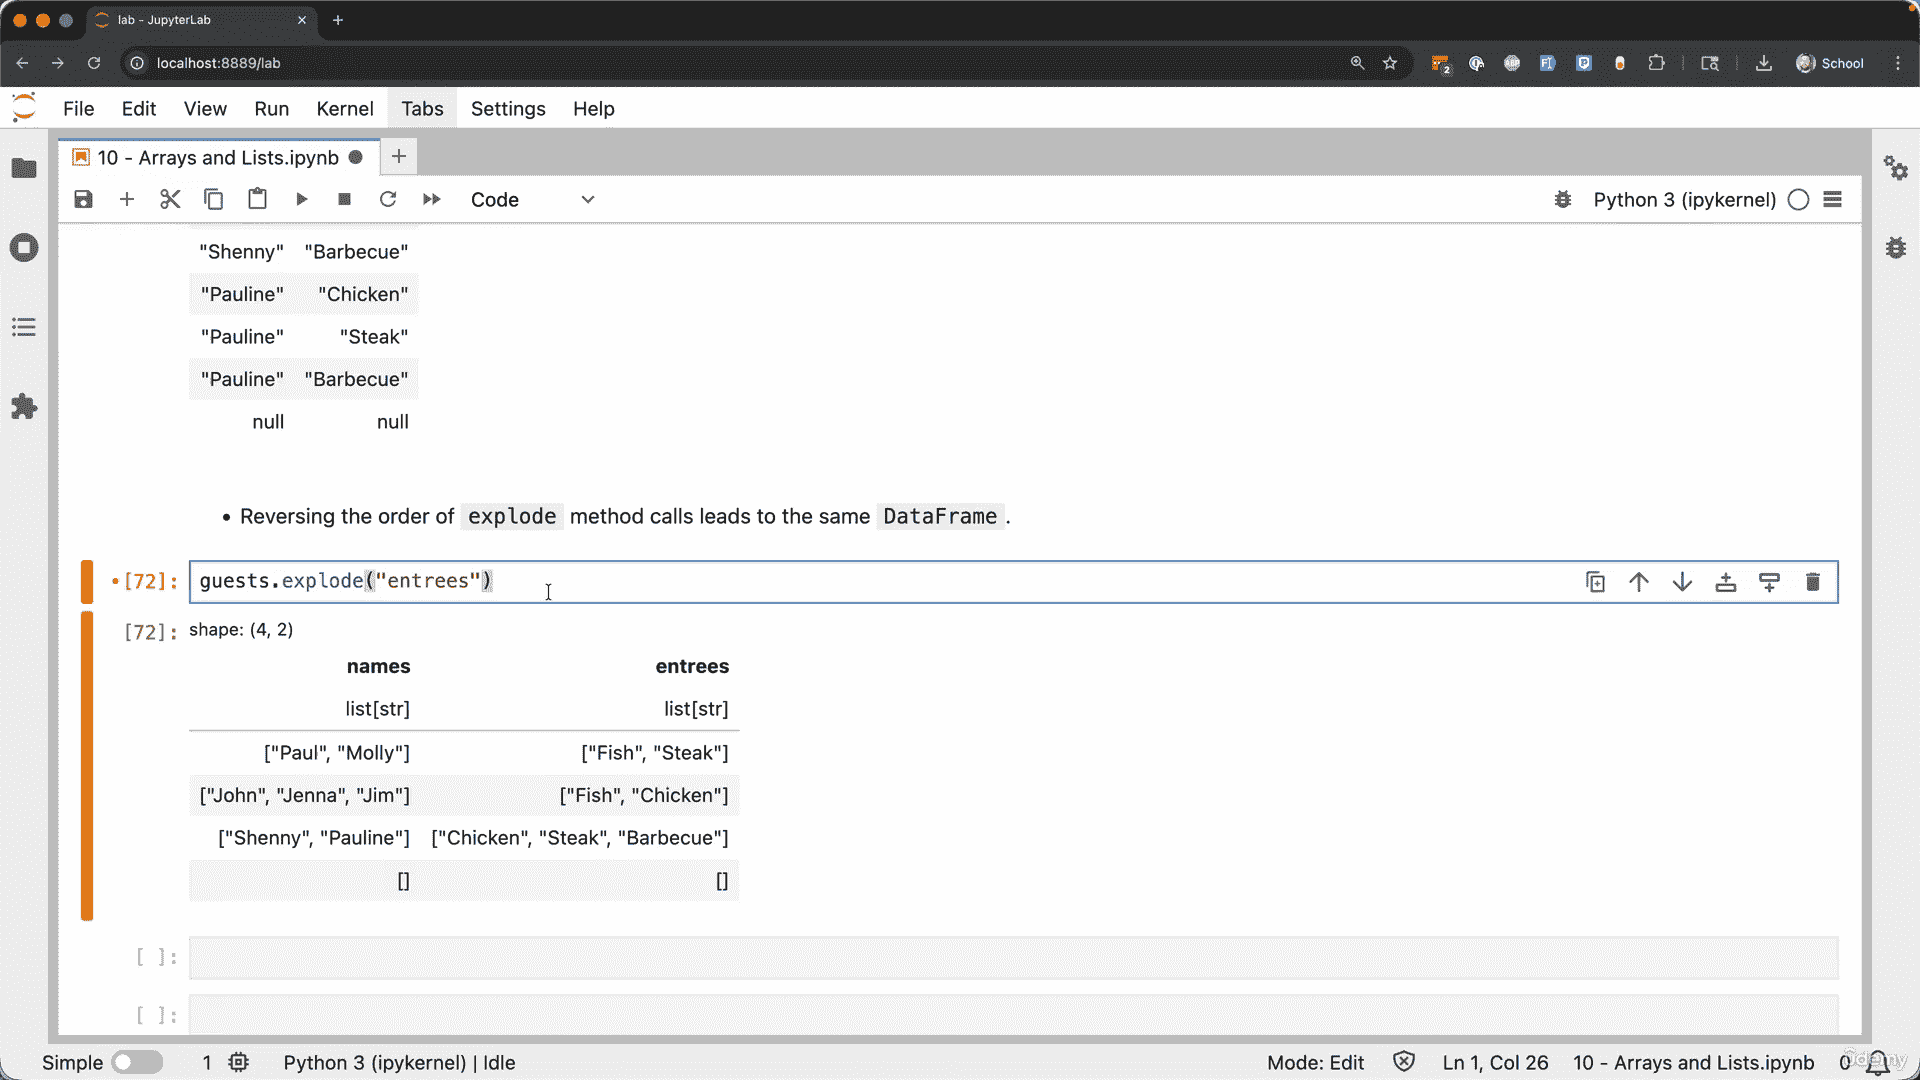 lab - JupyterLab
localhost:8889/lab
2
School
File Edit View Run Kernel Tabs Settings Help
10 - Arrays and Lists.ipynb
Code
Python 3 (ipykernel)
"Shenny" "Barbecue"
"Pauline" "Chicken"
"Pauline" "Steak"
"Pauline" "Barbecue"
null null
• Reversing the order of explode method calls leads to the same DataFrame .
[72]: guests.explode("entrees")
[72]: shape: (4, 2)
names entrees
list[str] list[str]
["Paul", "Molly"] ["Fish", "Steak"]
["John", "Jenna", "Jim"] ["Fish", "Chicken"]
["Shenny", "Pauline"] ["Chicken", "Steak", "Barbecue"]
[] []
[ ]:
[ ]:
Simple 1 Python 3 (ipykernel) | Idle Mode: Edit Ln 1, Col 26 10 - Arrays and Lists.ipynb 0
udemy